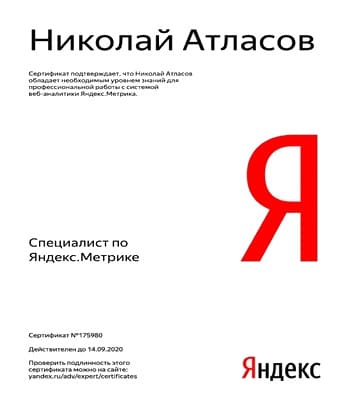 Николай Атласов
Сертификат подтверждает, что Николай Атласов
обладает необходимым уровнем знаний для
профессиональной работы с системой
веб-аналитики Яндекс.Метрика.
Я
Специалист по
Яндекс.Метрике
Сертификат №175980
Действителен до 14.09.2020
Проверить подлинность этого
сертификата можно на сайте:
yandex.ru/adv/expert/certificates
Яндекс